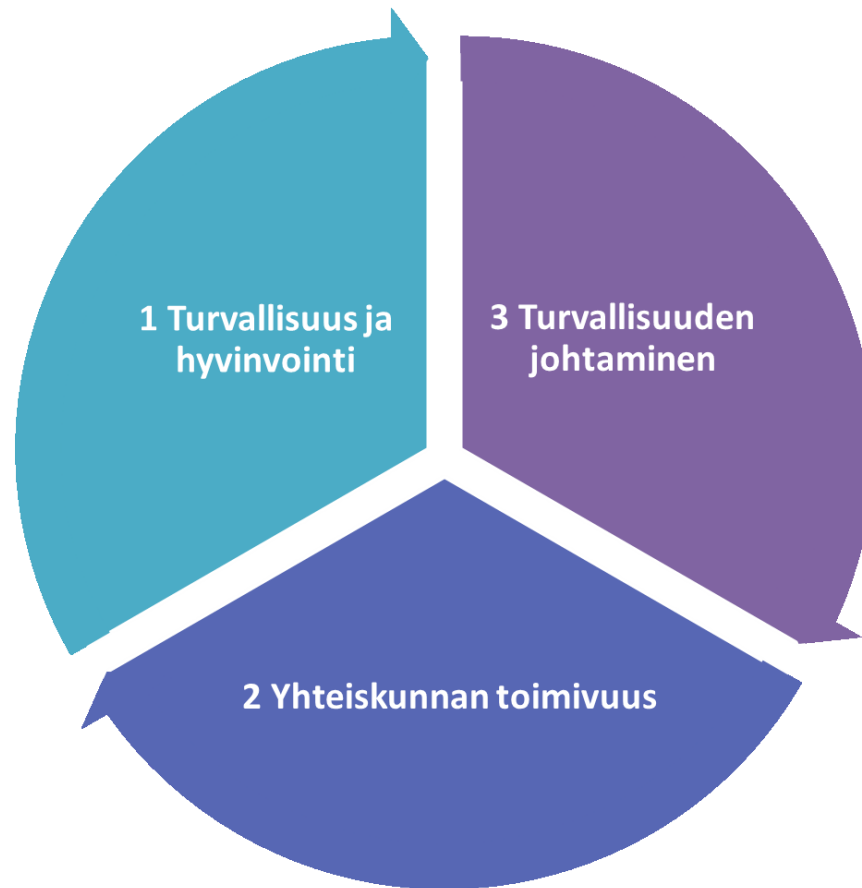 1 Turvallisuus ja
hyvinvointi
3 Turvallisuuden
johtaminen
2 Yhteiskunnan toimivuus